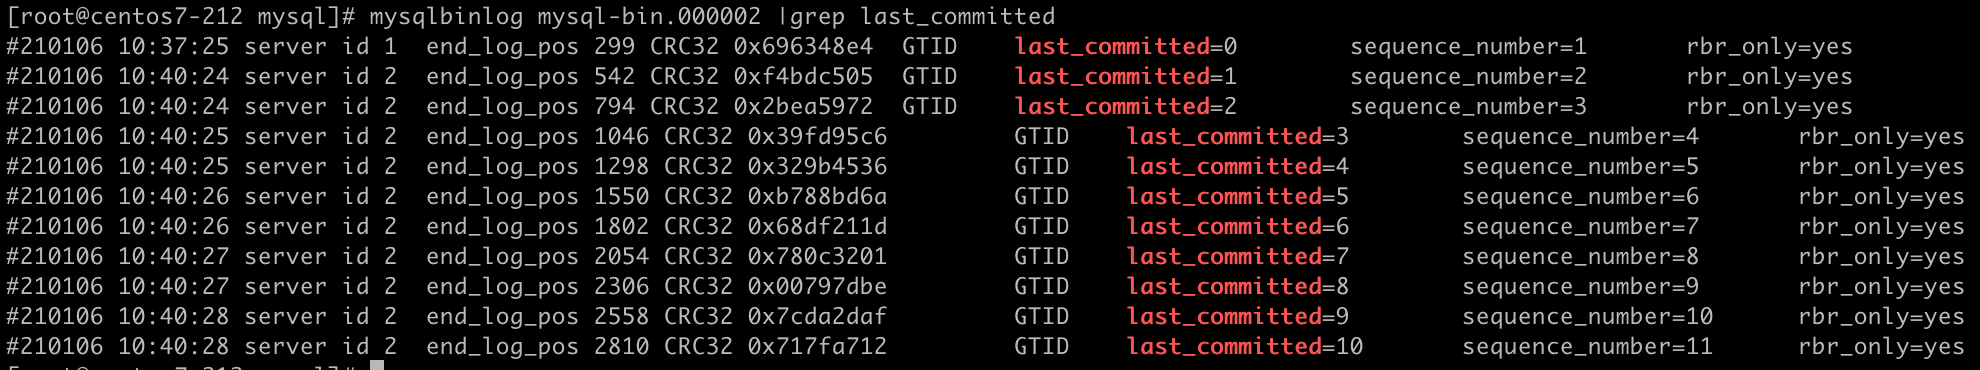 [root@centos7-212 mysql]# mysqlbinlog mysql-bin.000002 |grep last_committed
#210106 10:37:25 server id 1  end_log_pos 299 CRC32 0x696348e4  GTID    last_committed=0        sequence_number=1       rbr_only=yes
#210106 10:40:24 server id 2  end_log_pos 542 CRC32 0xf4bdc505  GTID    last_committed=1        sequence_number=2       rbr_only=yes
#210106 10:40:24 server id 2  end_log_pos 794 CRC32 0x2bea5972  GTID    last_committed=2        sequence_number=3       rbr_only=yes
#210106 10:40:25 server id 2  end_log_pos 1046 CRC32 0x39fd95c6         GTID    last_committed=3        sequence_number=4       rbr_only=yes
#210106 10:40:25 server id 2  end_log_pos 1298 CRC32 0x329b4536         GTID    last_committed=4        sequence_number=5       rbr_only=yes
#210106 10:40:26 server id 2  end_log_pos 1550 CRC32 0xb788bd6a         GTID    last_committed=5        sequence_number=6       rbr_only=yes
#210106 10:40:26 server id 2  end_log_pos 1802 CRC32 0x68df211d         GTID    last_committed=6        sequence_number=7       rbr_only=yes
#210106 10:40:27 server id 2  end_log_pos 2054 CRC32 0x780c3201         GTID    last_committed=7        sequence_number=8       rbr_only=yes
#210106 10:40:27 server id 2  end_log_pos 2306 CRC32 0x00797dbe         GTID    last_committed=8        sequence_number=9       rbr_only=yes
#210106 10:40:28 server id 2  end_log_pos 2558 CRC32 0x7cda2daf         GTID    last_committed=9        sequence_number=10      rbr_only=yes
#210106 10:40:28 server id 2  end_log_pos 2810 CRC32 0x717fa712         GTID    last_committed=10       sequence_number=11      rbr_only=yes